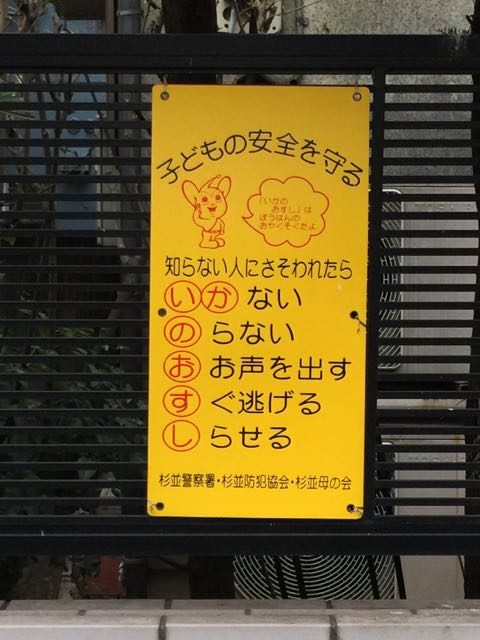 子どもの安全を守る
「いかの
おすし」は
ぼうはんの
おやくそくだよ
知らない人にさそわれたら
いかない
のらない
おお声を出す
すぐ逃げる
しらせる
杉並警察署・杉並防犯協会・杉並母の会